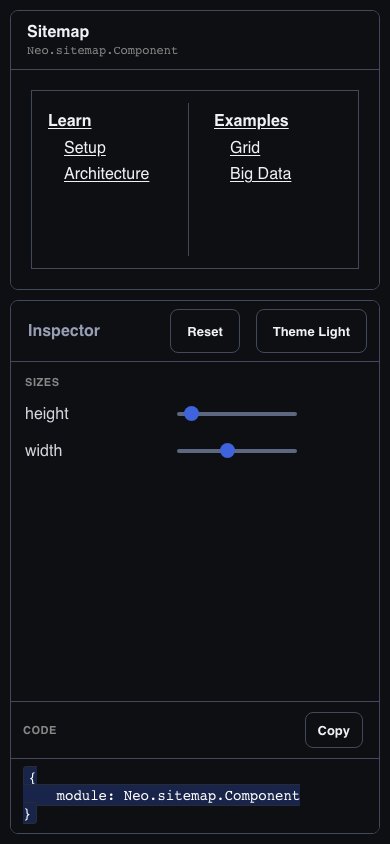 Sitemap
Neo.sitemap.Component
Learn
Setup
Architecture
Examples
Grid
Big Data
Inspector
Reset
Theme Light
SIZES
height
width
CODE
Copy
{
    module: Neo.sitemap.Component
}